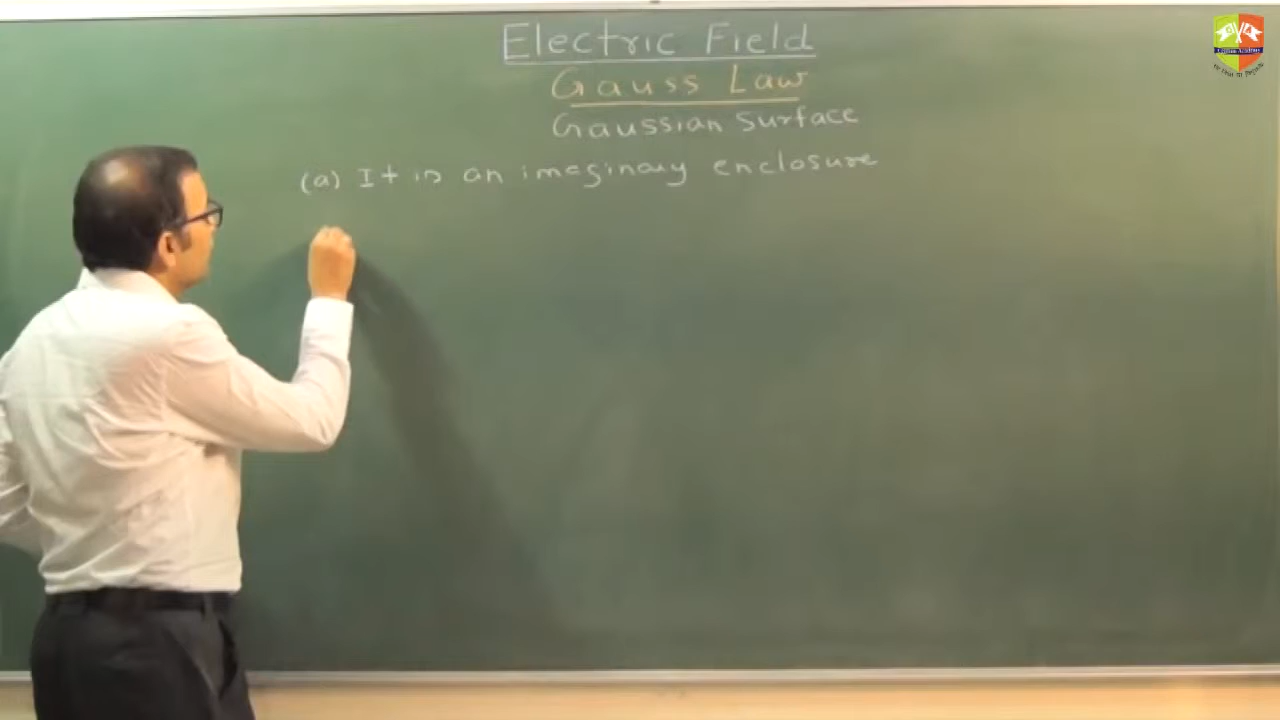 Electric Field
Gauss Law
Gaussian Surface
(a) It is an imaginary enclosure